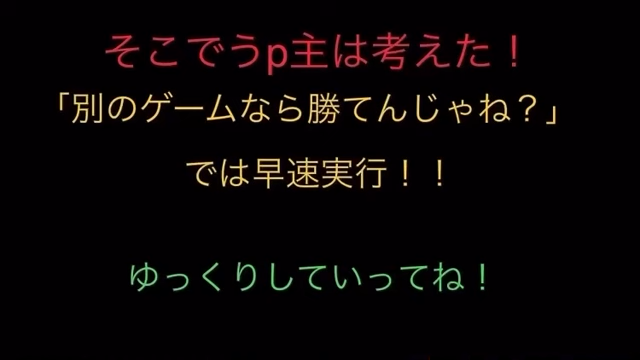 そこでうp主は考えた！
「別のゲームなら勝てんじゃね？」
では早速実行！！
ゆっくりしていってね！